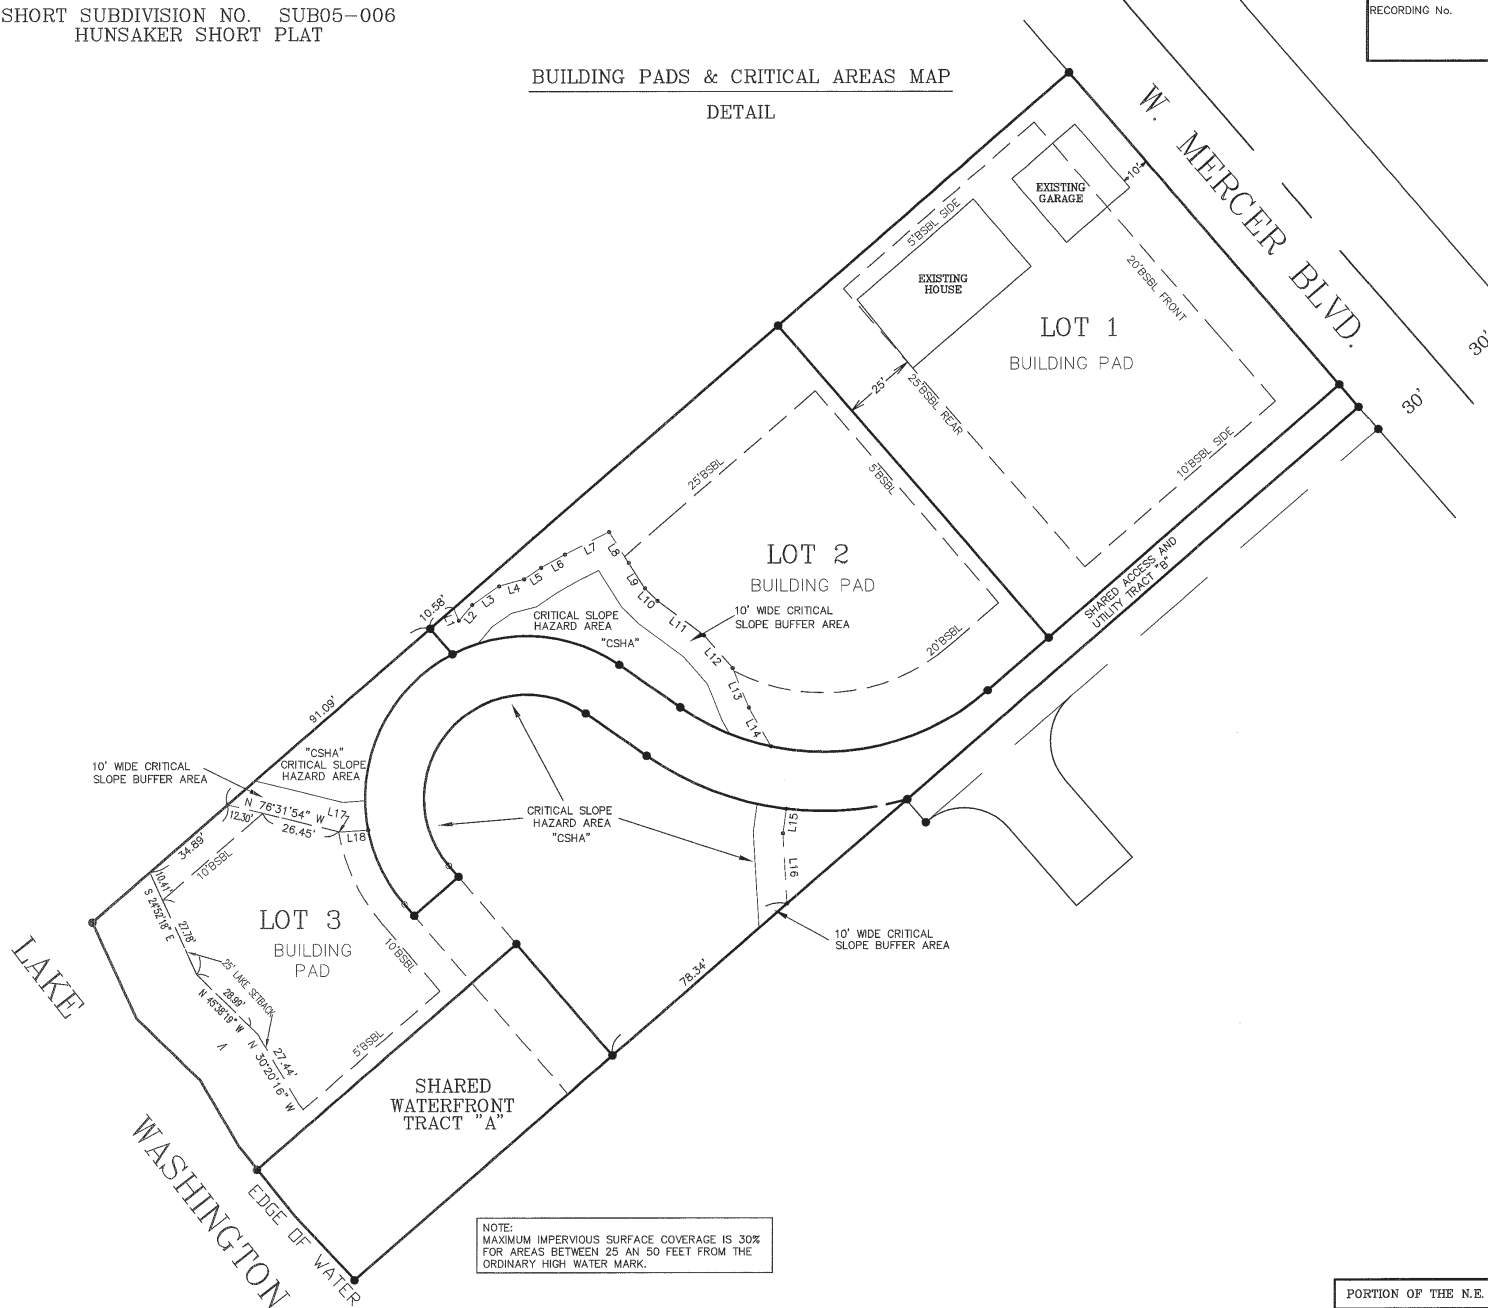 SHORT SUBDIVISION NO. SUB05-006
HUNSAKER SHORT PLAT
RECORDING No.
BUILDING PADS & CRITICAL AREAS MAP
DETAIL
W. MERCER BLVD.
30'
30'
EXISTING
GARAGE
10'
5'BSBL SIDE
EXISTING
HOUSE
20'BSBL FRONT
LOT 1
BUILDING PAD
25'
25'BSBL REAR
10'BSBL SIDE
25'BSBL
5'BSBL
LOT 2
BUILDING PAD
20'BSBL
SHARED ACCESS AND
UTILITY TRACT "B"
10' WIDE CRITICAL
SLOPE BUFFER AREA
10.58'
L1
L2
L3
L4
L5
L6
L7
L8
L9
L10
L11
L12
L13
L14
CRITICAL SLOPE
HAZARD AREA
"CSHA"
91.09'
"CSHA"
CRITICAL SLOPE
HAZARD AREA
10' WIDE CRITICAL
SLOPE BUFFER AREA
N 76°31'54" W
12.30'
26.45'
L17
L18
CRITICAL SLOPE
HAZARD AREA
"CSHA"
L15
L16
34.89'
10'BSBL
10.41'
S 24°52'18" E
27.78'
LOT 3
BUILDING
PAD
10'BSBL
25' LAKE SETBACK
28.99'
N 45°38'19" W
27.44'
N 30°20'16" W
5'BSBL
10' WIDE CRITICAL
SLOPE BUFFER AREA
78.34'
LAKE
WASHINGTON
SHARED
WATERFRONT
TRACT "A"
EDGE OF WATER
NOTE:
MAXIMUM IMPERVIOUS SURFACE COVERAGE IS 30%
FOR AREAS BETWEEN 25 AN 50 FEET FROM THE
ORDINARY HIGH WATER MARK.
PORTION OF THE N.E.